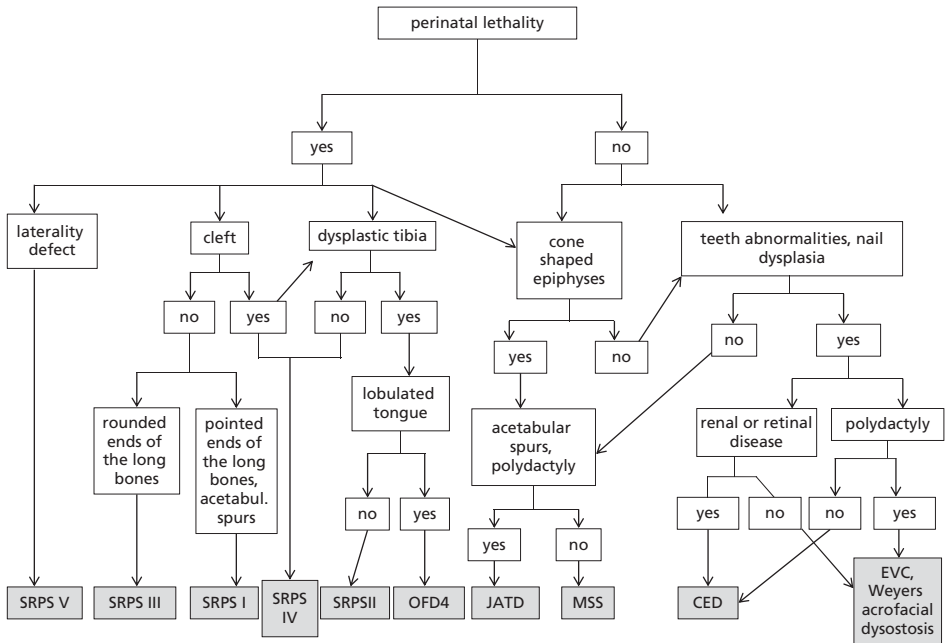 perinatal lethality
yes
no
laterality
defect
cleft
dysplastic tibia
cone
shaped
epiphyses
teeth abnormalities, nail
dysplasia
no
yes
no
yes
yes
no
no
yes
rounded
ends of
the long
bones
pointed
ends of
the long
bones,
acetabul.
spurs
lobulated
tongue
acetabular
spurs,
polydactyly
renal or retinal
disease
polydactyly
no
yes
yes
no
yes
no
no
yes
SRPS V
SRPS III
SRPS I
SRPS
IV
SRPSII
OFD4
JATD
MSS
CED
EVC,
Weyers
acrofacial
dysostosis